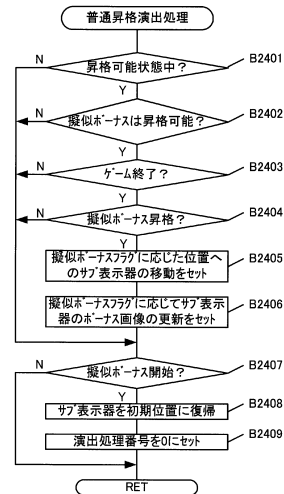 普通昇格演出処理
昇格可能状態中？
B2401
N
Y
擬似ﾎﾞｰﾅｽは昇格可能？
B2402
N
Y
ｹﾞｰﾑ終了？
B2403
N
Y
擬似ﾎﾞｰﾅｽ昇格？
B2404
N
Y
擬似ﾎﾞｰﾅｽﾌﾗｸﾞに応じた位置へ
のｻﾌﾞ表示器の移動をｾｯﾄ
B2405
擬似ﾎﾞｰﾅｽﾌﾗｸﾞに応じてｻﾌﾞ表示
器のﾎﾞｰﾅｽ画像の更新をｾｯﾄ
B2406
擬似ﾎﾞｰﾅｽ開始？
B2407
N
Y
ｻﾌﾞ表示器を初期位置に復帰
B2408
演出処理番号を0にｾｯﾄ
B2409
RET